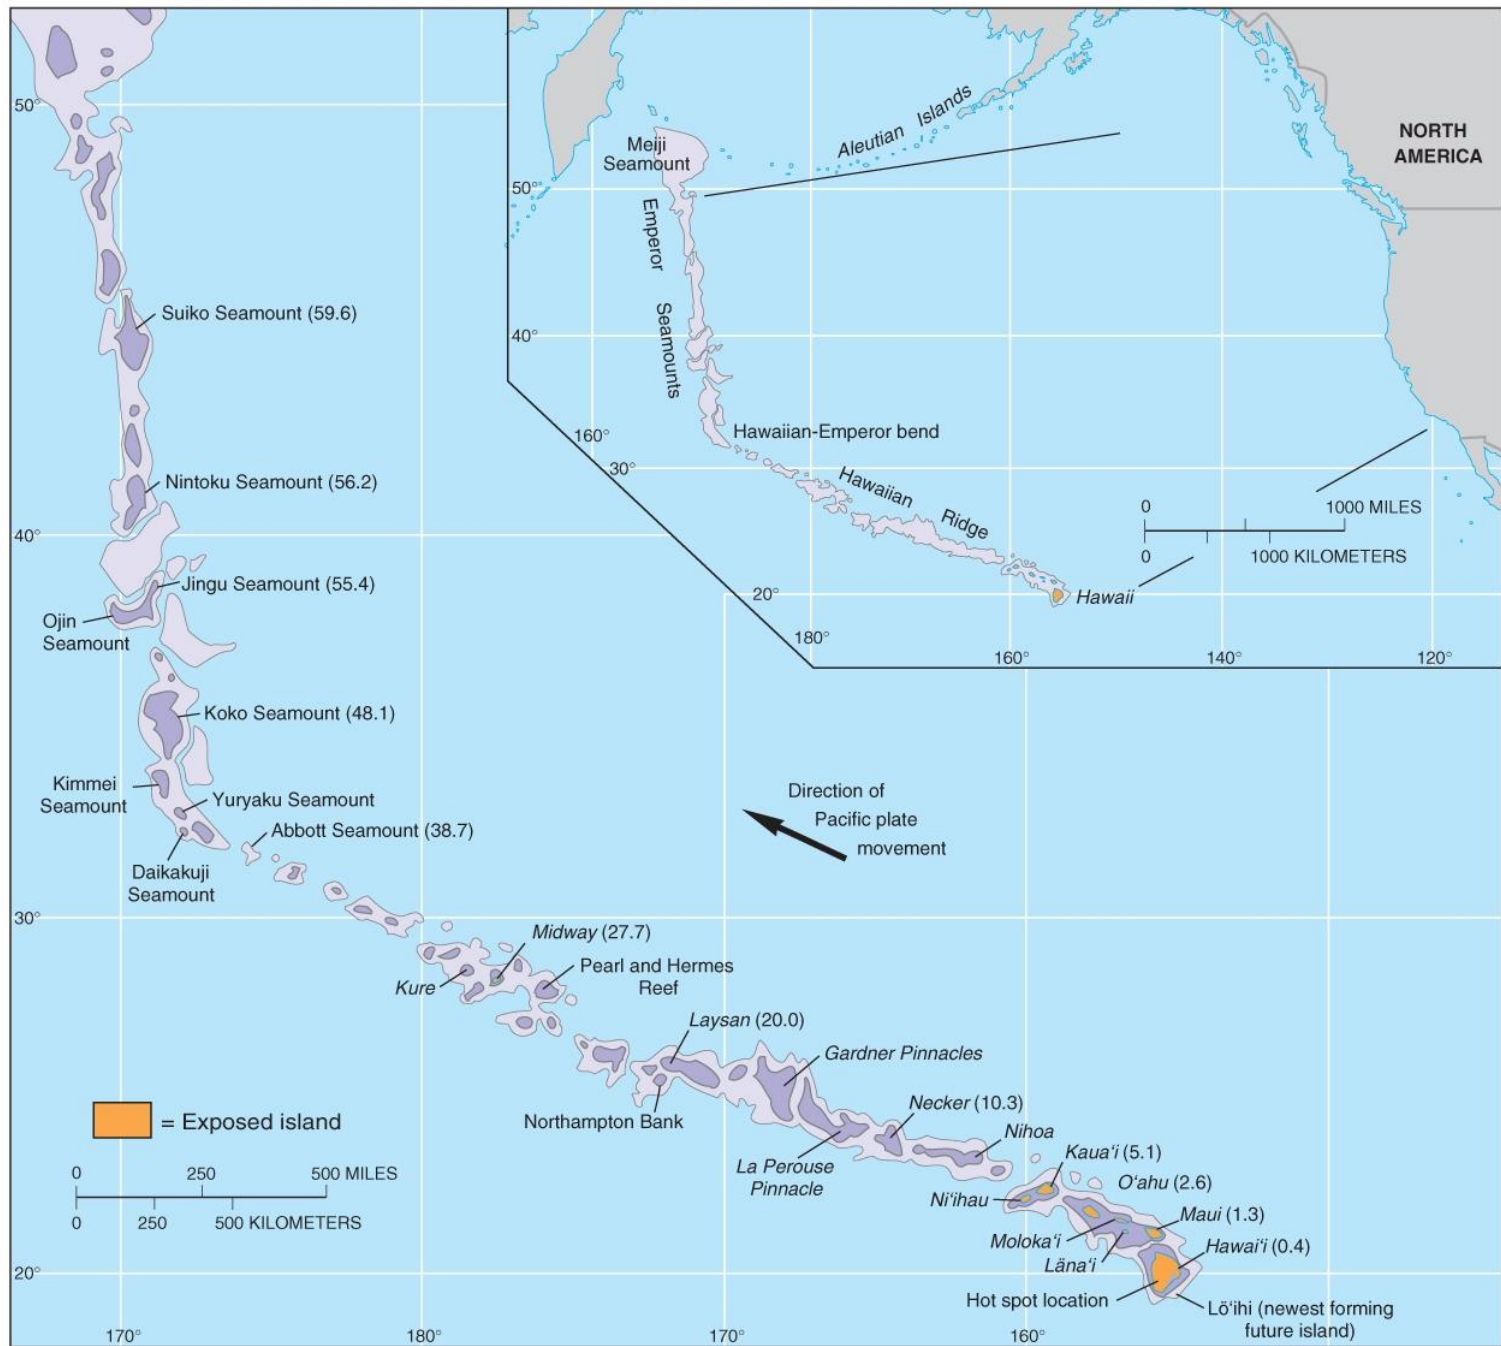 50°
40°
30°
20°
170°
180°
170°
160°
Suiko Seamount (59.6)
Nintoku Seamount (56.2)
Jingu Seamount (55.4)
Ojin
Seamount
Koko Seamount (48.1)
Kimmei
Seamount
Yuryaku Seamount
Abbott Seamount (38.7)
Daikakuji
Seamount
Direction of
Pacific plate
movement
Midway (27.7)
Kure
Pearl and Hermes
Reef
Laysan (20.0)
Northampton Bank
Gardner Pinnacles
La Perouse
Pinnacle
Necker (10.3)
Nihoa
Kaua‘i (5.1)
Ni‘ihau
O‘ahu (2.6)
Moloka‘i
Maui (1.3)
Läna‘i
Hawai‘i (0.4)
Hot spot location
Lö‘ihi (newest forming
future island)
= Exposed island
0 250 500 MILES
0 250 500 KILOMETERS
Meiji
Seamount
Aleutian Islands
NORTH
AMERICA
Emperor Seamounts
Hawaiian-Emperor bend
Hawaiian Ridge
Hawaii
50°
40°
160°
30°
20°
180°
160°
140°
120°
0 1000 MILES
0 1000 KILOMETERS